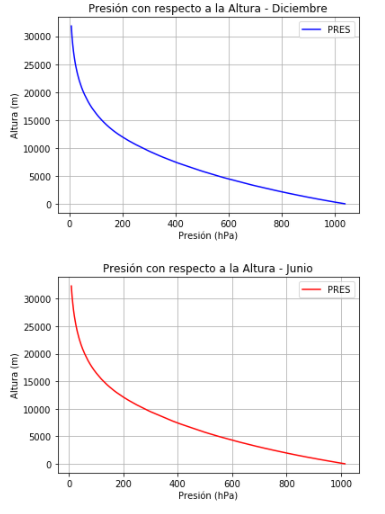 Presión con respecto a la Altura - Diciembre
PRES
30000
25000
20000
15000
10000
5000
0
Altura (m)
0 200 400 600 800 1000
Presión (hPa)
Presión con respecto a la Altura - Junio
PRES
30000
25000
20000
15000
10000
5000
0
Altura (m)
0 200 400 600 800 1000
Presión (hPa)